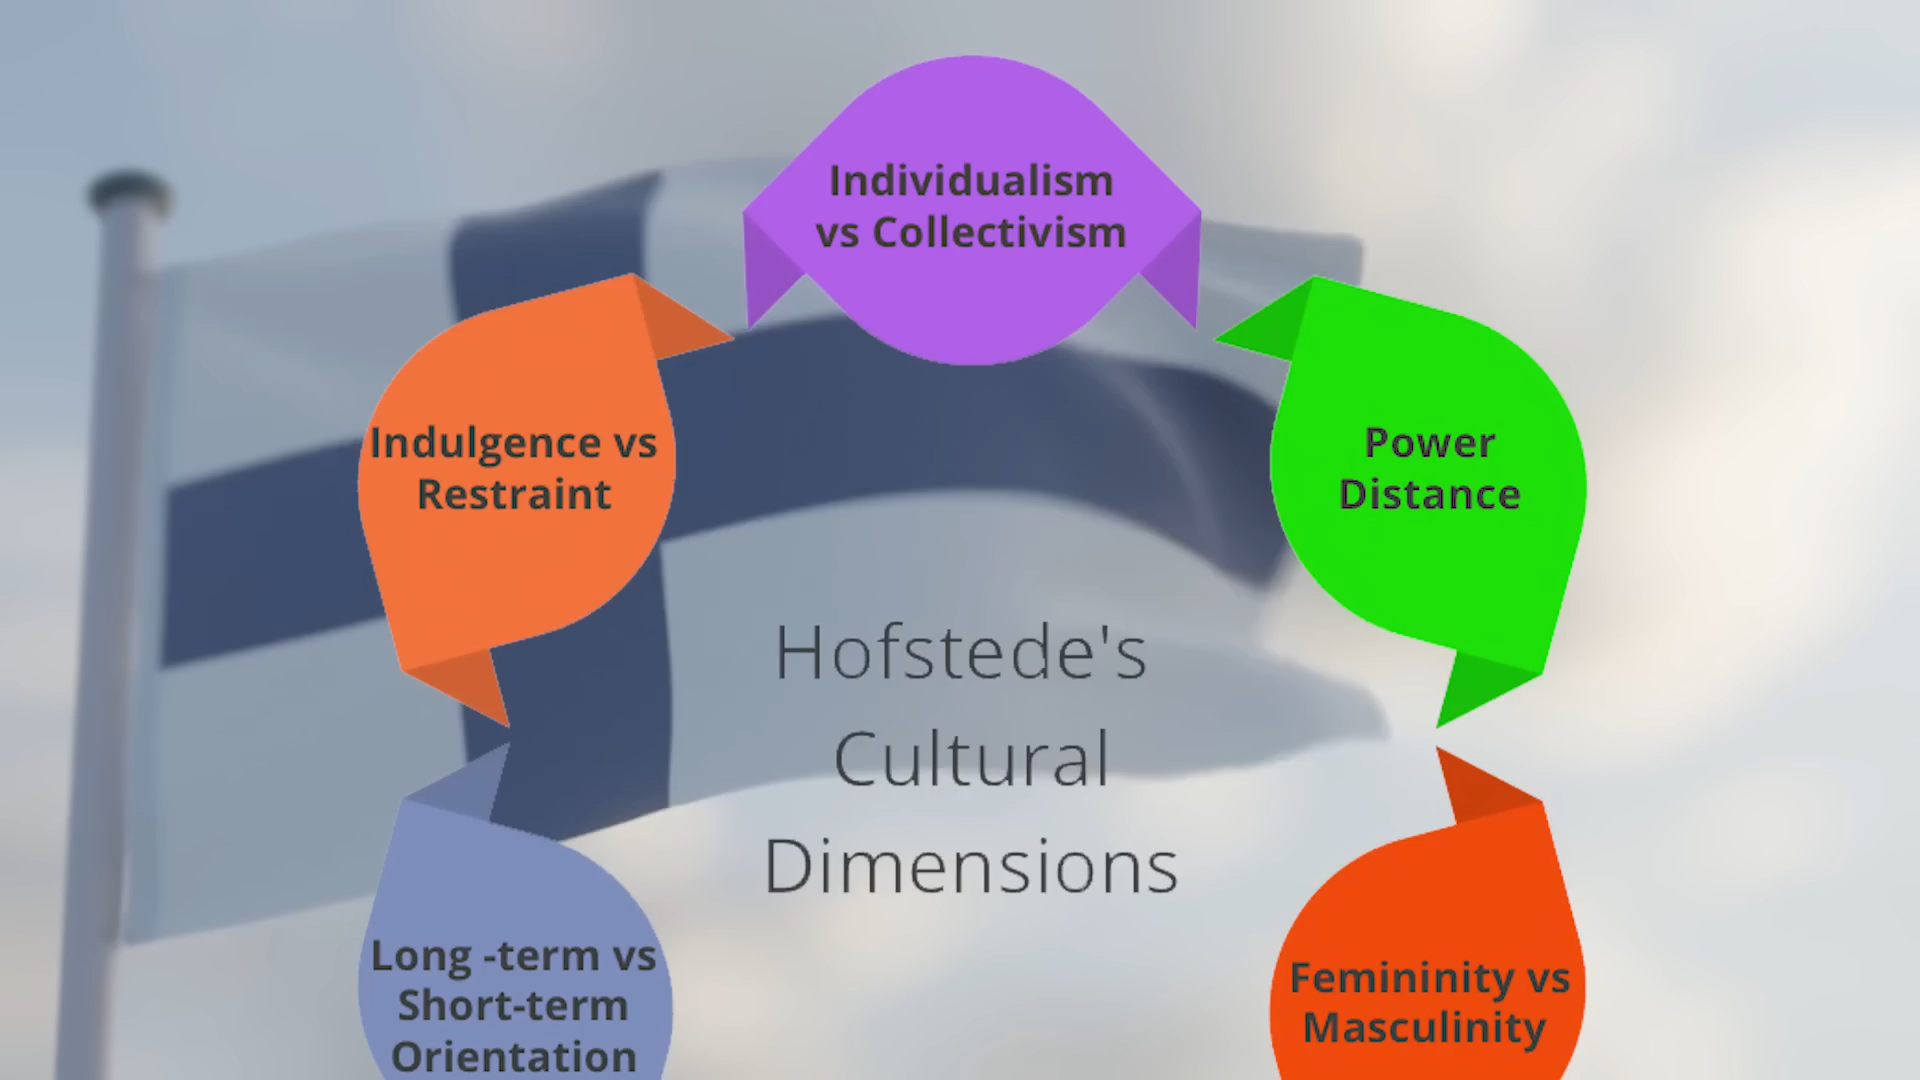 Individualism
vs Collectivism
Indulgence vs
Restraint
Power
Distance
Hofstede's
Cultural
Dimensions
Long -term vs
Short-term
Orientation
Femininity vs
Masculinity